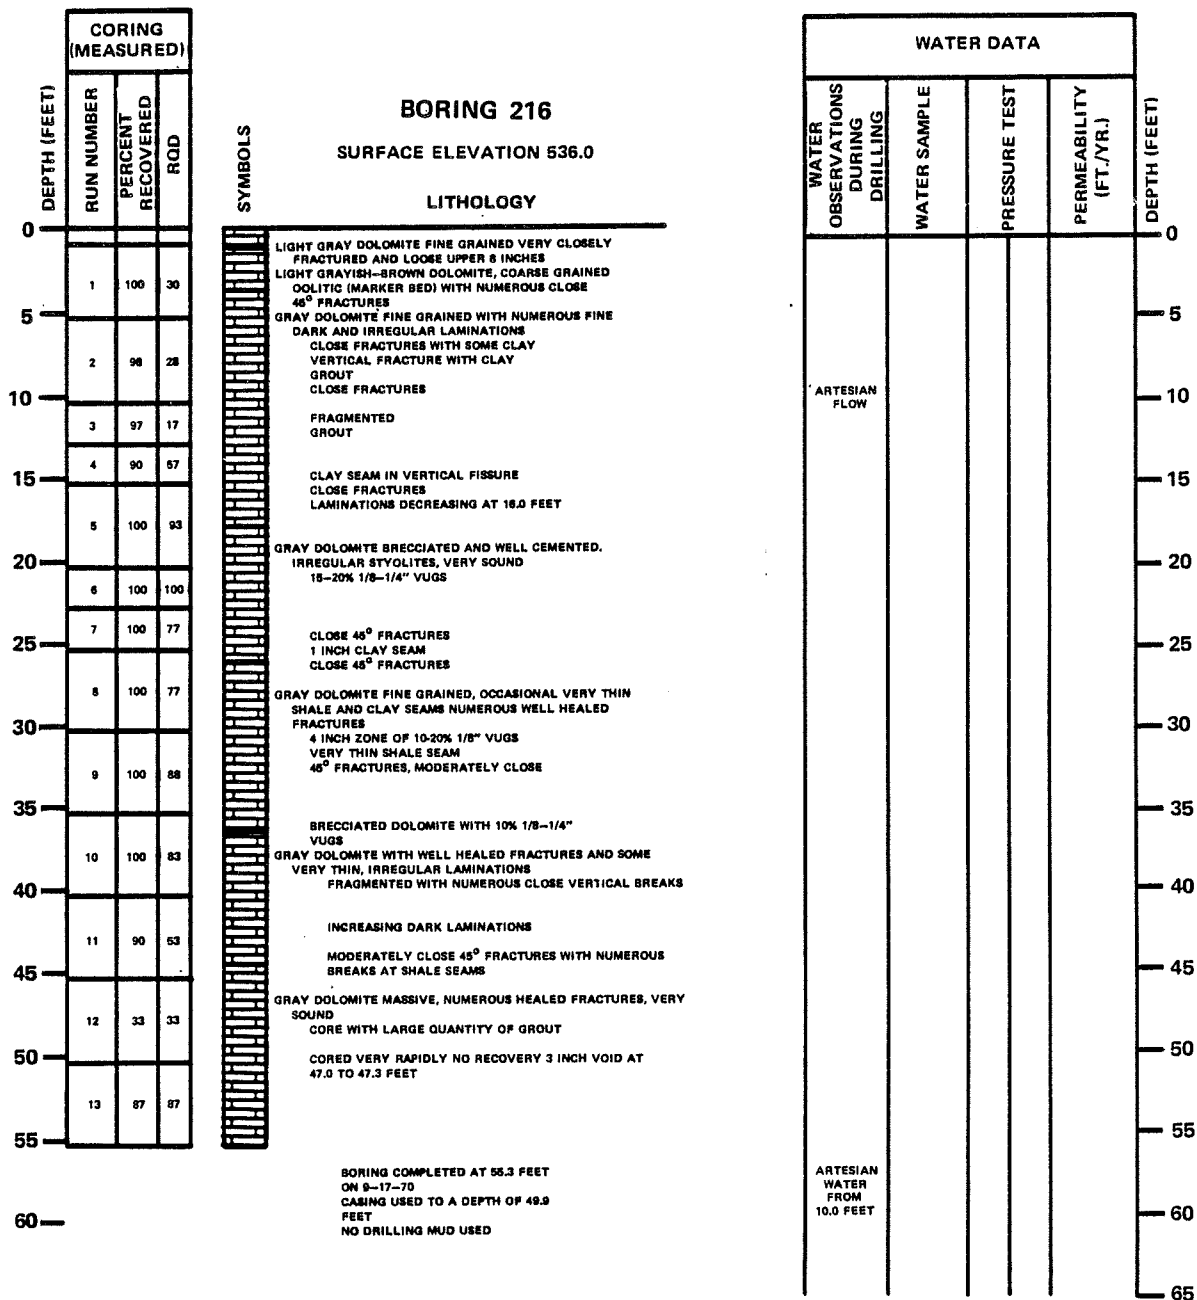 CORING
(MEASURED)
DEPTH (FEET)
RUN NUMBER
PERCENT
RECOVERED
RQD
SYMBOLS
BORING 216
SURFACE ELEVATION 536.0
LITHOLOGY
WATER DATA
WATER
OBSERVATIONS
DURING
DRILLING
WATER SAMPLE
PRESSURE TEST
PERMEABILITY
(FT./YR.)
DEPTH (FEET)
0
5
10
15
20
25
30
35
40
45
50
55
60
1 100 30
2 98 28
3 97 17
4 90 57
5 100 93
6 100 100
7 100 77
8 100 77
9 100 88
10 100 83
11 90 53
12 33 33
13 87 87
LIGHT GRAY DOLOMITE FINE GRAINED VERY CLOSELY
FRACTURED AND LOOSE UPPER 8 INCHES
LIGHT GRAYISH-BROWN DOLOMITE, COARSE GRAINED
OOLITIC (MARKER BED) WITH NUMEROUS CLOSE
45° FRACTURES
GRAY DOLOMITE FINE GRAINED WITH NUMEROUS FINE
DARK AND IRREGULAR LAMINATIONS
CLOSE FRACTURES WITH SOME CLAY
VERTICAL FRACTURE WITH CLAY
GROUT
CLOSE FRACTURES
FRAGMENTED
GROUT
CLAY SEAM IN VERTICAL FISSURE
CLOSE FRACTURES
LAMINATIONS DECREASING AT 16.0 FEET
GRAY DOLOMITE BRECCIATED AND WELL CEMENTED.
IRREGULAR STYOLITES, VERY SOUND
15-20% 1/8-1/4" VUGS
CLOSE 45° FRACTURES
1 INCH CLAY SEAM
CLOSE 45° FRACTURES
GRAY DOLOMITE FINE GRAINED, OCCASIONAL VERY THIN
SHALE AND CLAY SEAMS NUMEROUS WELL HEALED
FRACTURES
4 INCH ZONE OF 10-20% 1/8" VUGS
VERY THIN SHALE SEAM
45° FRACTURES, MODERATELY CLOSE
BRECCIATED DOLOMITE WITH 10% 1/8-1/4"
VUGS
GRAY DOLOMITE WITH WELL HEALED FRACTURES AND SOME
VERY THIN, IRREGULAR LAMINATIONS
FRAGMENTED WITH NUMEROUS CLOSE VERTICAL BREAKS
INCREASING DARK LAMINATIONS
MODERATELY CLOSE 45° FRACTURES WITH NUMEROUS
BREAKS AT SHALE SEAMS
GRAY DOLOMITE MASSIVE, NUMEROUS HEALED FRACTURES, VERY
SOUND
CORE WITH LARGE QUANTITY OF GROUT
CORED VERY RAPIDLY NO RECOVERY 3 INCH VOID AT
47.0 TO 47.3 FEET
BORING COMPLETED AT 55.3 FEET
ON 9-17-70
CASING USED TO A DEPTH OF 49.9
FEET
NO DRILLING MUD USED
ARTESIAN
FLOW
ARTESIAN
WATER
FROM
10.0 FEET
0
5
10
15
20
25
30
35
40
45
50
55
60
65